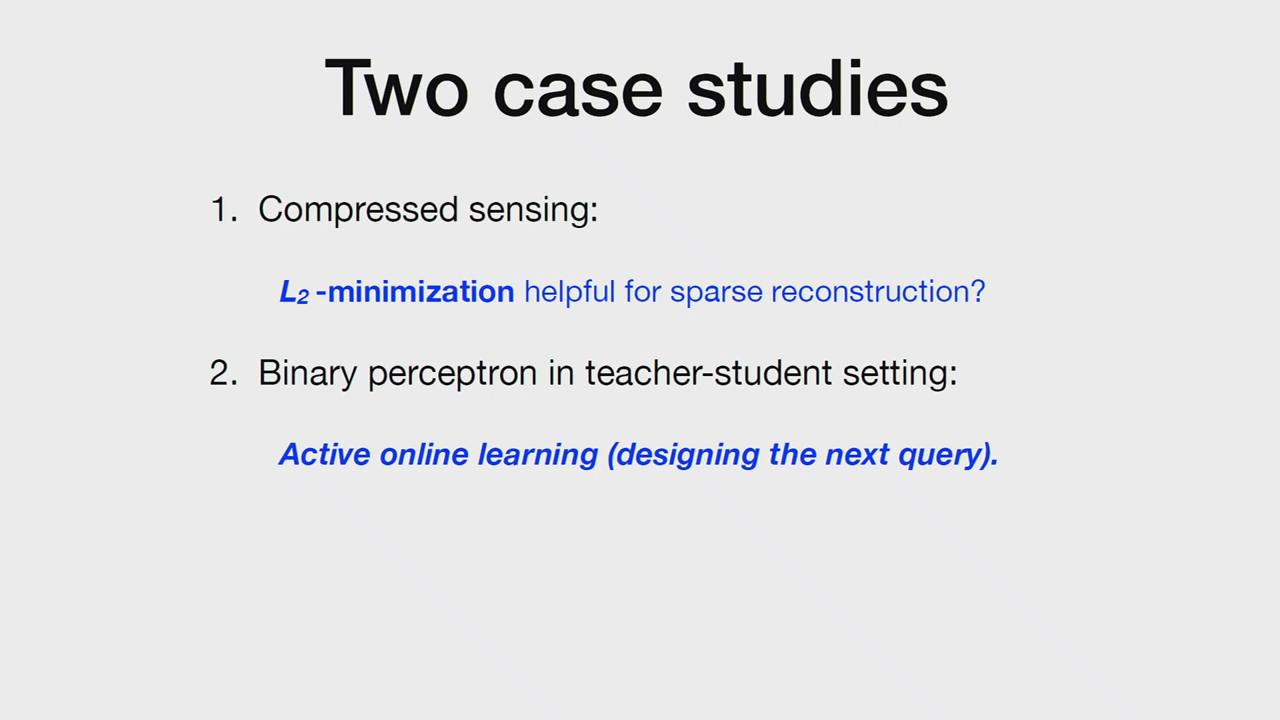 Two case studies
1. Compressed sensing:
L₂ -minimization helpful for sparse reconstruction?
2. Binary perceptron in teacher-student setting:
Active online learning (designing the next query).